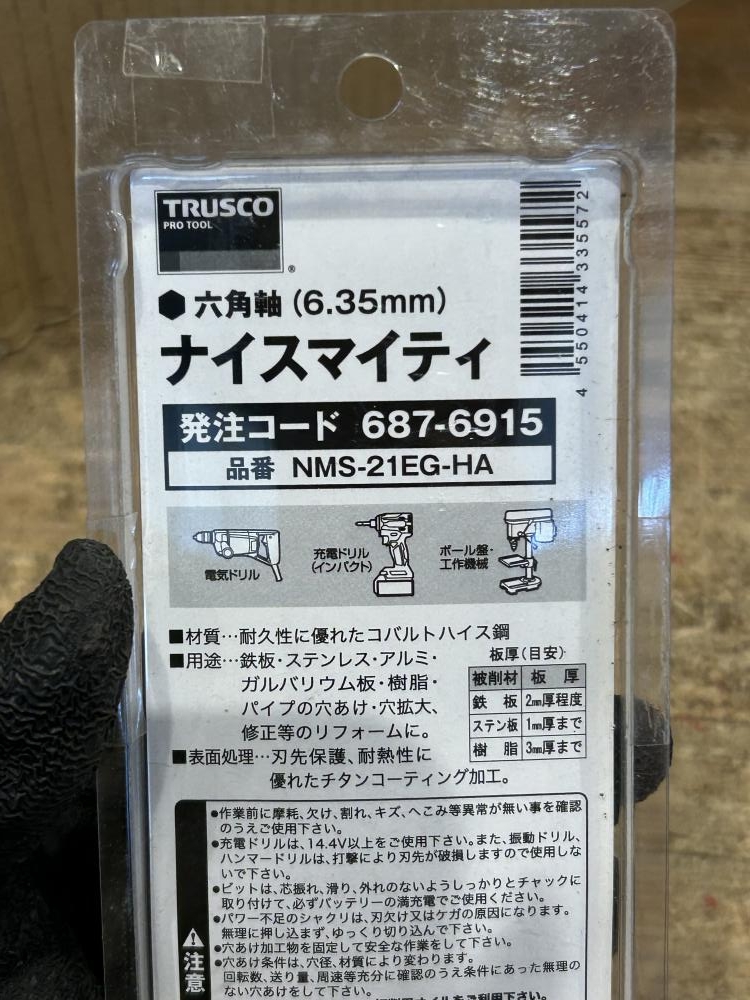 TRUSCO
PRO TOOL
®
⬢六角軸(6.35mm)
ナイスマイティ
4 550414 335572
発注コード 687-6915
品番 NMS-21EG-HA
電気ドリル
充電ドリル
(インパクト)
ボール盤・
工作機械
■材質…耐久性に優れたコバルトハイス鋼
■用途…鉄板・ステンレス・アルミ・
ガルバリウム板・樹脂・
パイプの穴あけ・穴拡大、
修正等のリフォームに。
板厚(目安)
被削材 板 厚
鉄 板 2mm厚程度
ステン板 1mm厚まで
樹 脂 3mm厚まで
■表面処理…刃先保護、耐熱性に
優れたチタンコーティング加工。
注意
●作業前に摩耗、欠け、割れ、キズ、へこみ等異常が無い事を確認
のうえご使用下さい。
●充電ドリルは、14.4V以上をご使用下さい。また、振動ドリル、
ハンマードリルは、打撃により刃先が破損しますので使用しな
いで下さい。
●ビットは、芯振れ、滑り、外れのないようしっかりとチャックに
取り付けて、必ずバッテリーの満充電でご使用ください。
●パワー不足のシャクリは、刃欠け又はケガの原因になります。
無理に押し込まず、ゆっくり切り込んで下さい。
●穴あけ加工物を固定して安全な作業をして下さい。
●穴あけ条件は、穴径、材質により変わります。
回転数、送り量、周速等充分に確認のうえ条件にあった無理の
ない穴あけをして下さい。